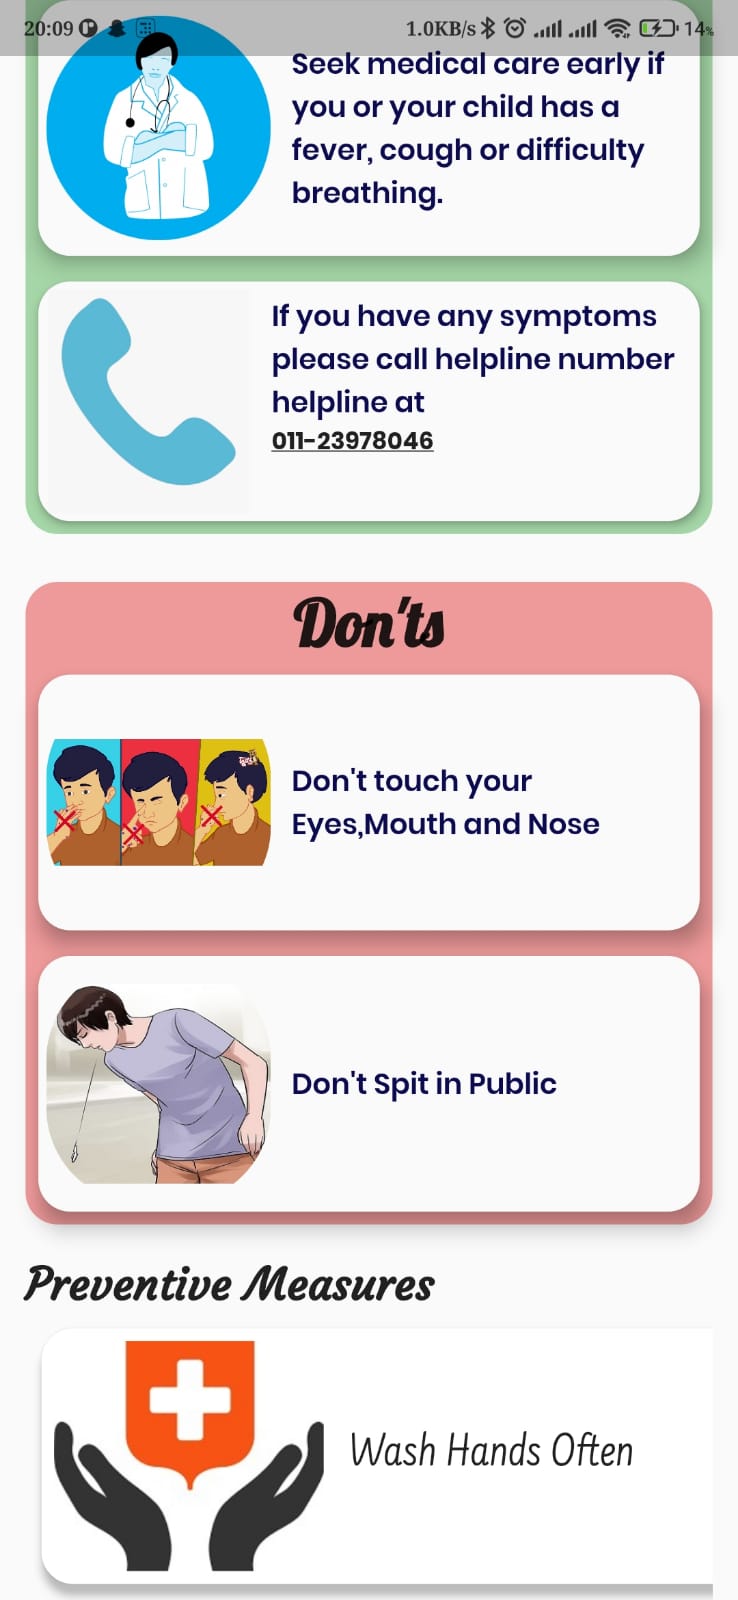 20:09 1.0KB/s 14%
Seek medical care early if
you or your child has a
fever, cough or difficulty
breathing.
If you have any symptoms
please call helpline number
helpline at
011-23978046
Don'ts
Don't touch your
Eyes,Mouth and Nose
Don't Spit in Public
Preventive Measures
Wash Hands Often